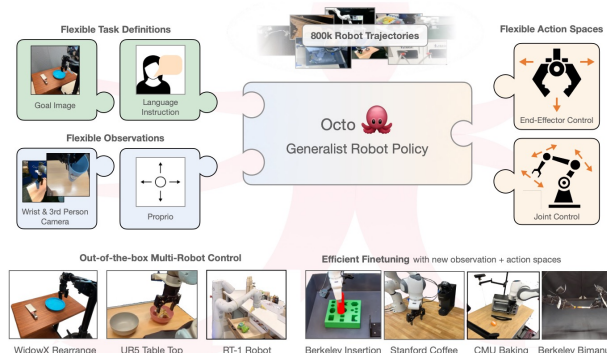 Flexible Task Definitions
800k Robot Trajectories
Flexible Action Spaces
Goal Image
Language
Instruction
End-Effector Control
Flexible Observations
Octo
Generalist Robot Policy
Wrist & 3rd Person
Camera
Proprio
Joint Control
Out-of-the-box Multi-Robot Control
Efficient Finetuning with new observation + action spaces
WidowX Rearrange
UR5 Table Top
RT-1 Robot
Berkeley Insertion
Stanford Coffee
CMU Baking
Berkeley Biman